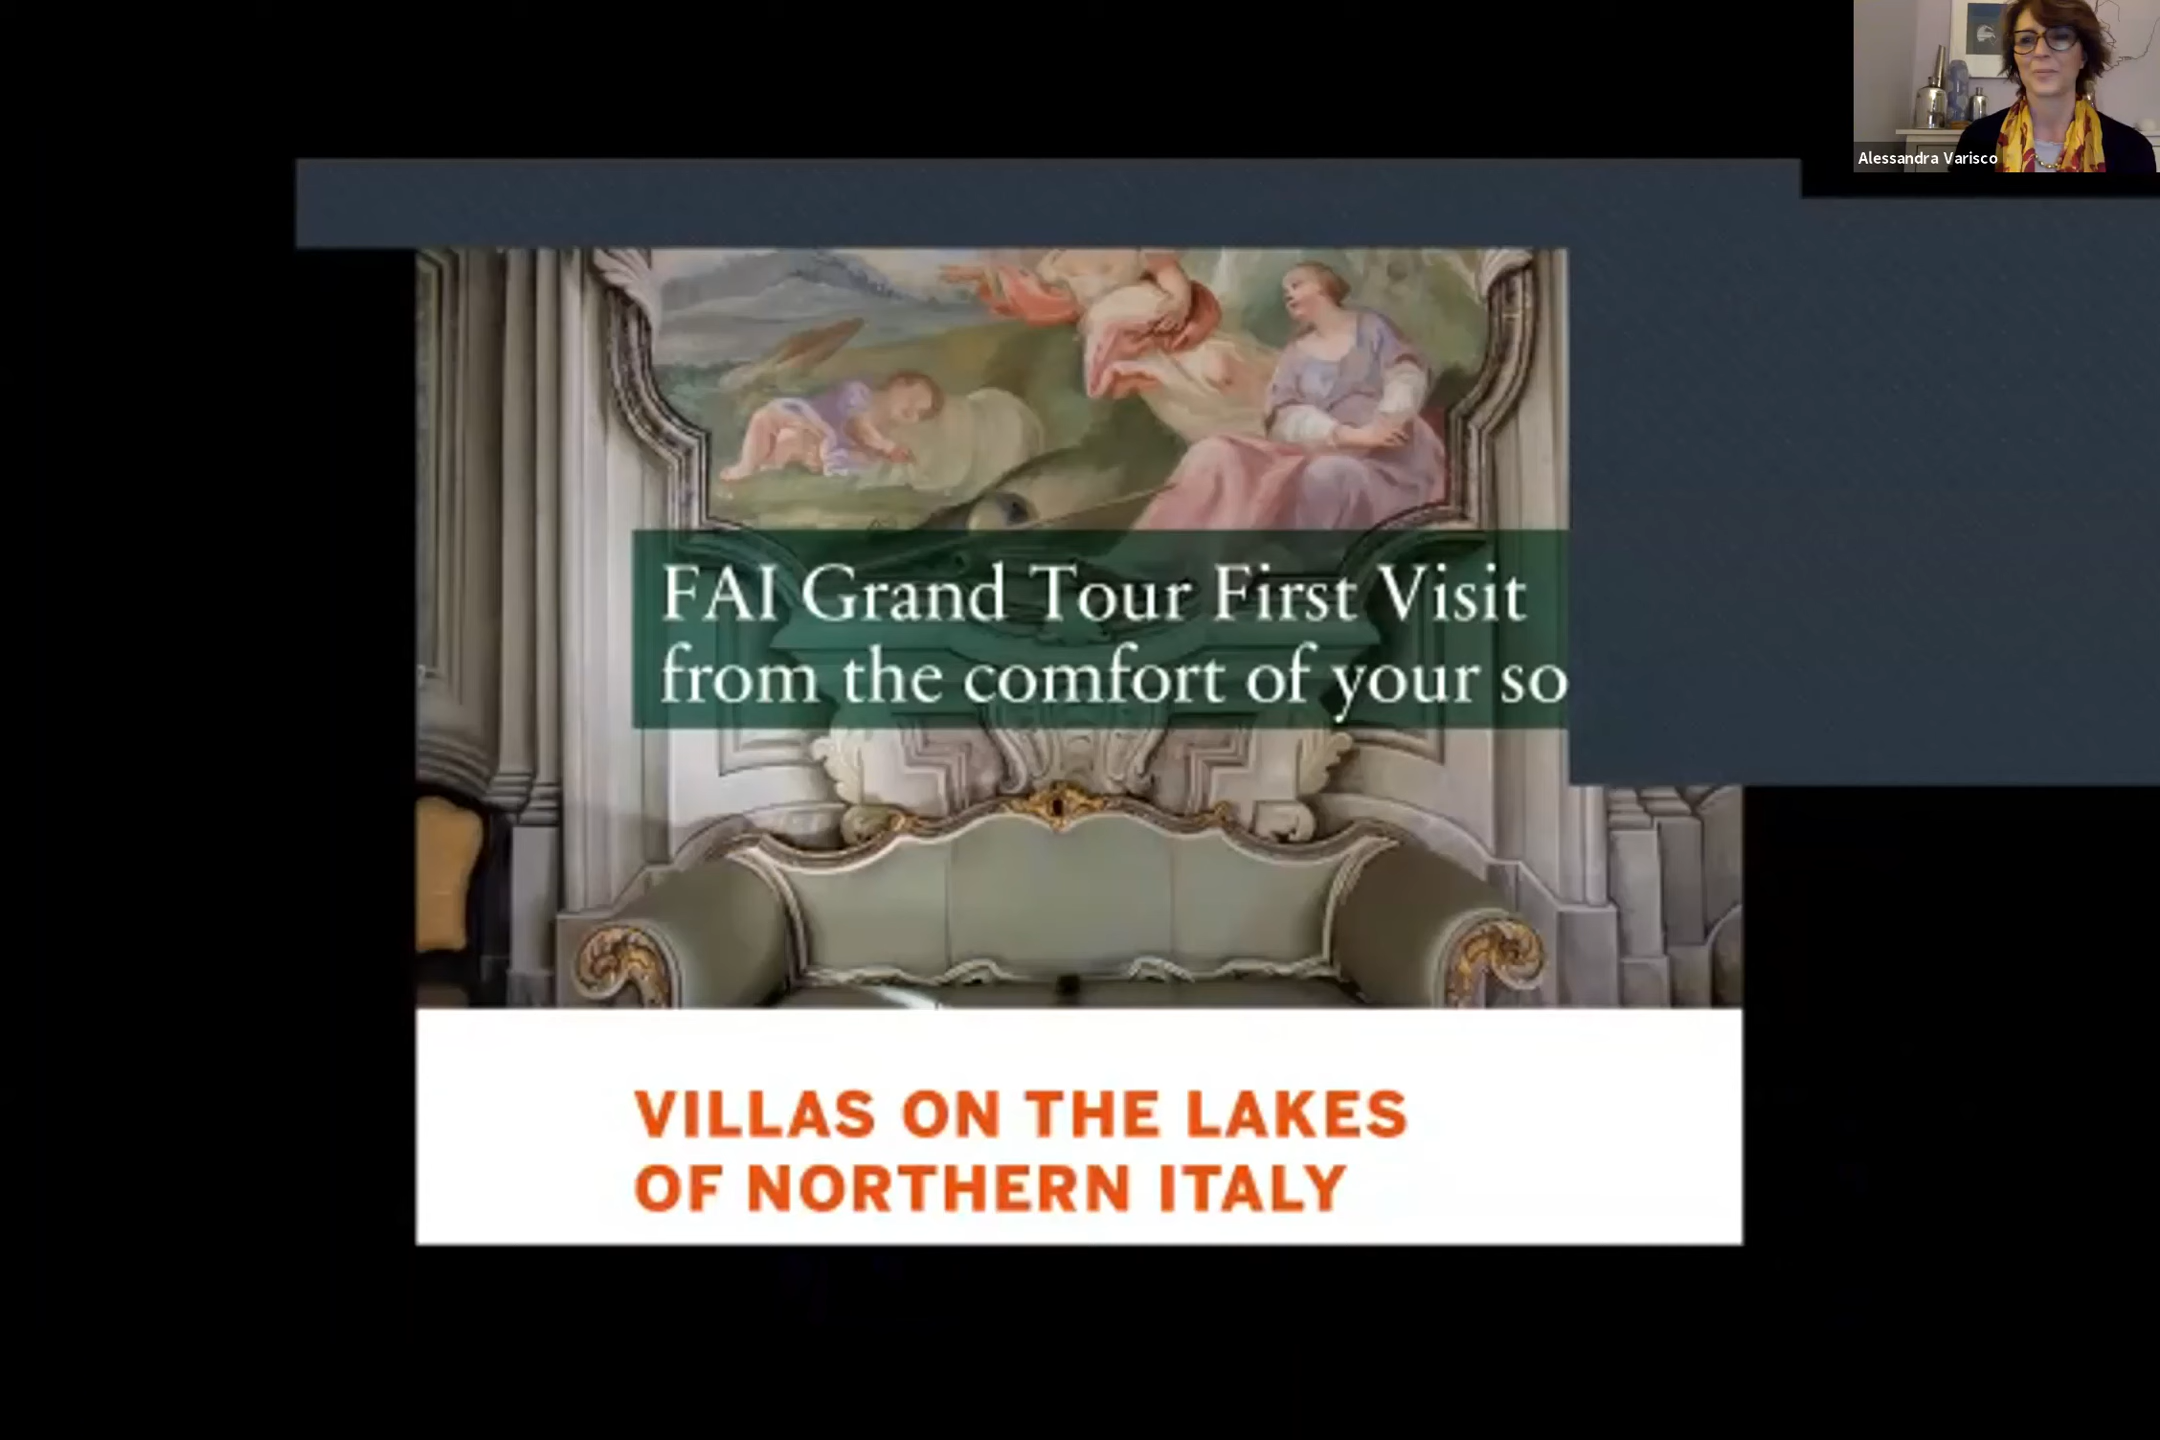 Alessandra Varisco
FAI Grand Tour First Visit
from the comfort of your so
VILLAS ON THE LAKES
OF NORTHERN ITALY